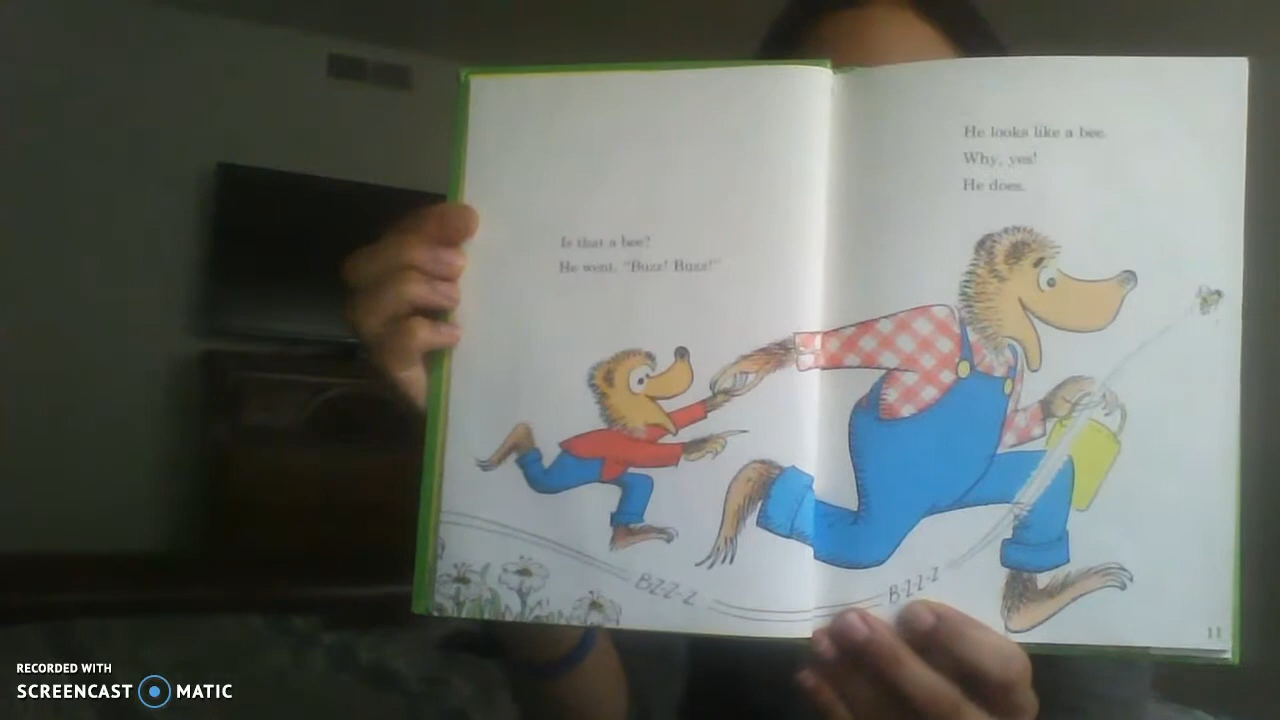 Is that a bee?
He went, "Buzz! Buzz!"
He looks like a bee.
Why, yes!
He does.
BZZ-Z
B-Z-Z-Z
11
RECORDED WITH
SCREENCAST MATIC